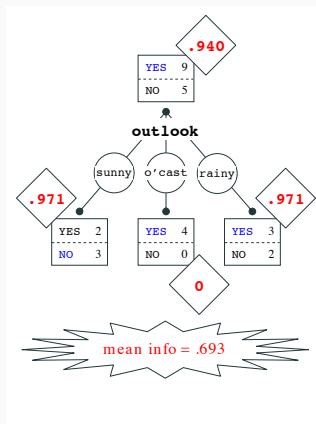 .940
YES 9
NO 5
outlook
sunny o'cast rainy
.971 .971
YES 2 YES 4 YES 3
NO 3 NO 0 NO 2
0
mean info = .693